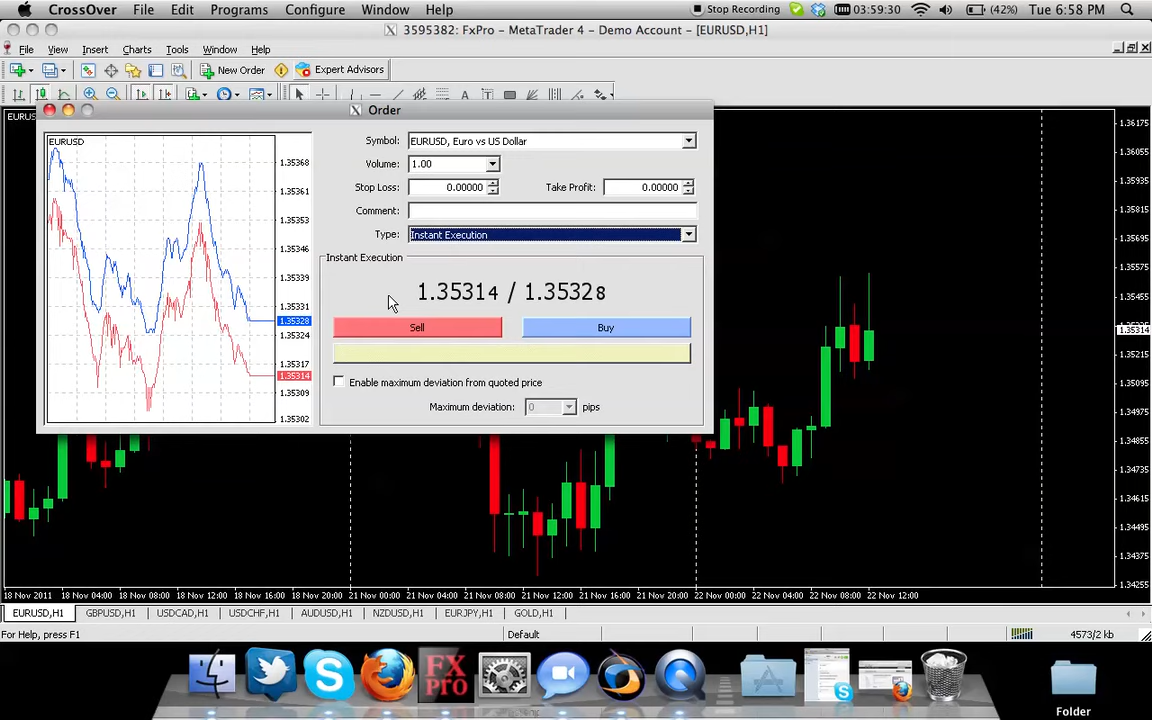 CrossOver File Edit Programs Configure Window Help Stop Recording 03:59:30 (42%) Tue 6:58 PM
3595382: FxPro - MetaTrader 4 - Demo Account - [EURUSD,H1]
File View Insert Charts Tools Window Help
New Order Expert Advisors
A T
EURUS
Order
EURUSD
1.35368
1.35361
1.35353
1.35346
1.35339
1.35331
1.35328
1.35324
1.35317
1.35314
1.35309
1.35302
Symbol: EURUSD, Euro vs US Dollar
Volume: 1.00
Stop Loss: 0.00000 Take Profit: 0.00000
Comment:
Type: Instant Execution
Instant Execution
1.35314 / 1.35328
Sell Buy
Enable maximum deviation from quoted price
Maximum deviation: 0 pips
1.36175
1.36055
1.35935
1.35815
1.35695
1.35575
1.35455
1.35314
1.35215
1.35095
1.34975
1.34855
1.34735
1.34615
1.34495
1.34375
1.34255
18 Nov 2011 18 Nov 04:00 18 Nov 08:00 18 Nov 12:00 18 Nov 16:00 18 Nov 20:00 21 Nov 00:00 21 Nov 04:00 21 Nov 08:00 21 Nov 12:00 21 Nov 16:00 21 Nov 20:00 22 Nov 00:00 22 Nov 04:00 22 Nov 08:00 22 Nov 12:00
EURUSD,H1 GBPUSD,H1 USDCAD,H1 USDCHF,H1 AUDUSD,H1 NZDUSD,H1 EURJPY,H1 GOLD,H1
For Help, press F1 Default 4573/2 kb
FX
Pro
Folder